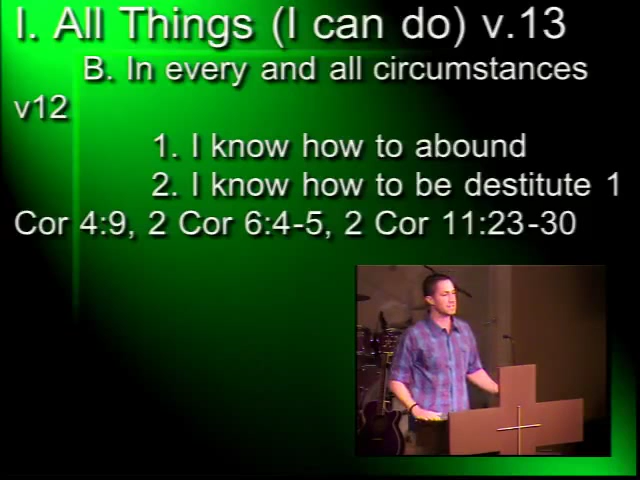 I. All Things (I can do) v.13
B. In every and all circumstances
v12
1. I know how to abound
2. I know how to be destitute 1
Cor 4:9, 2 Cor 6:4-5, 2 Cor 11:23-30